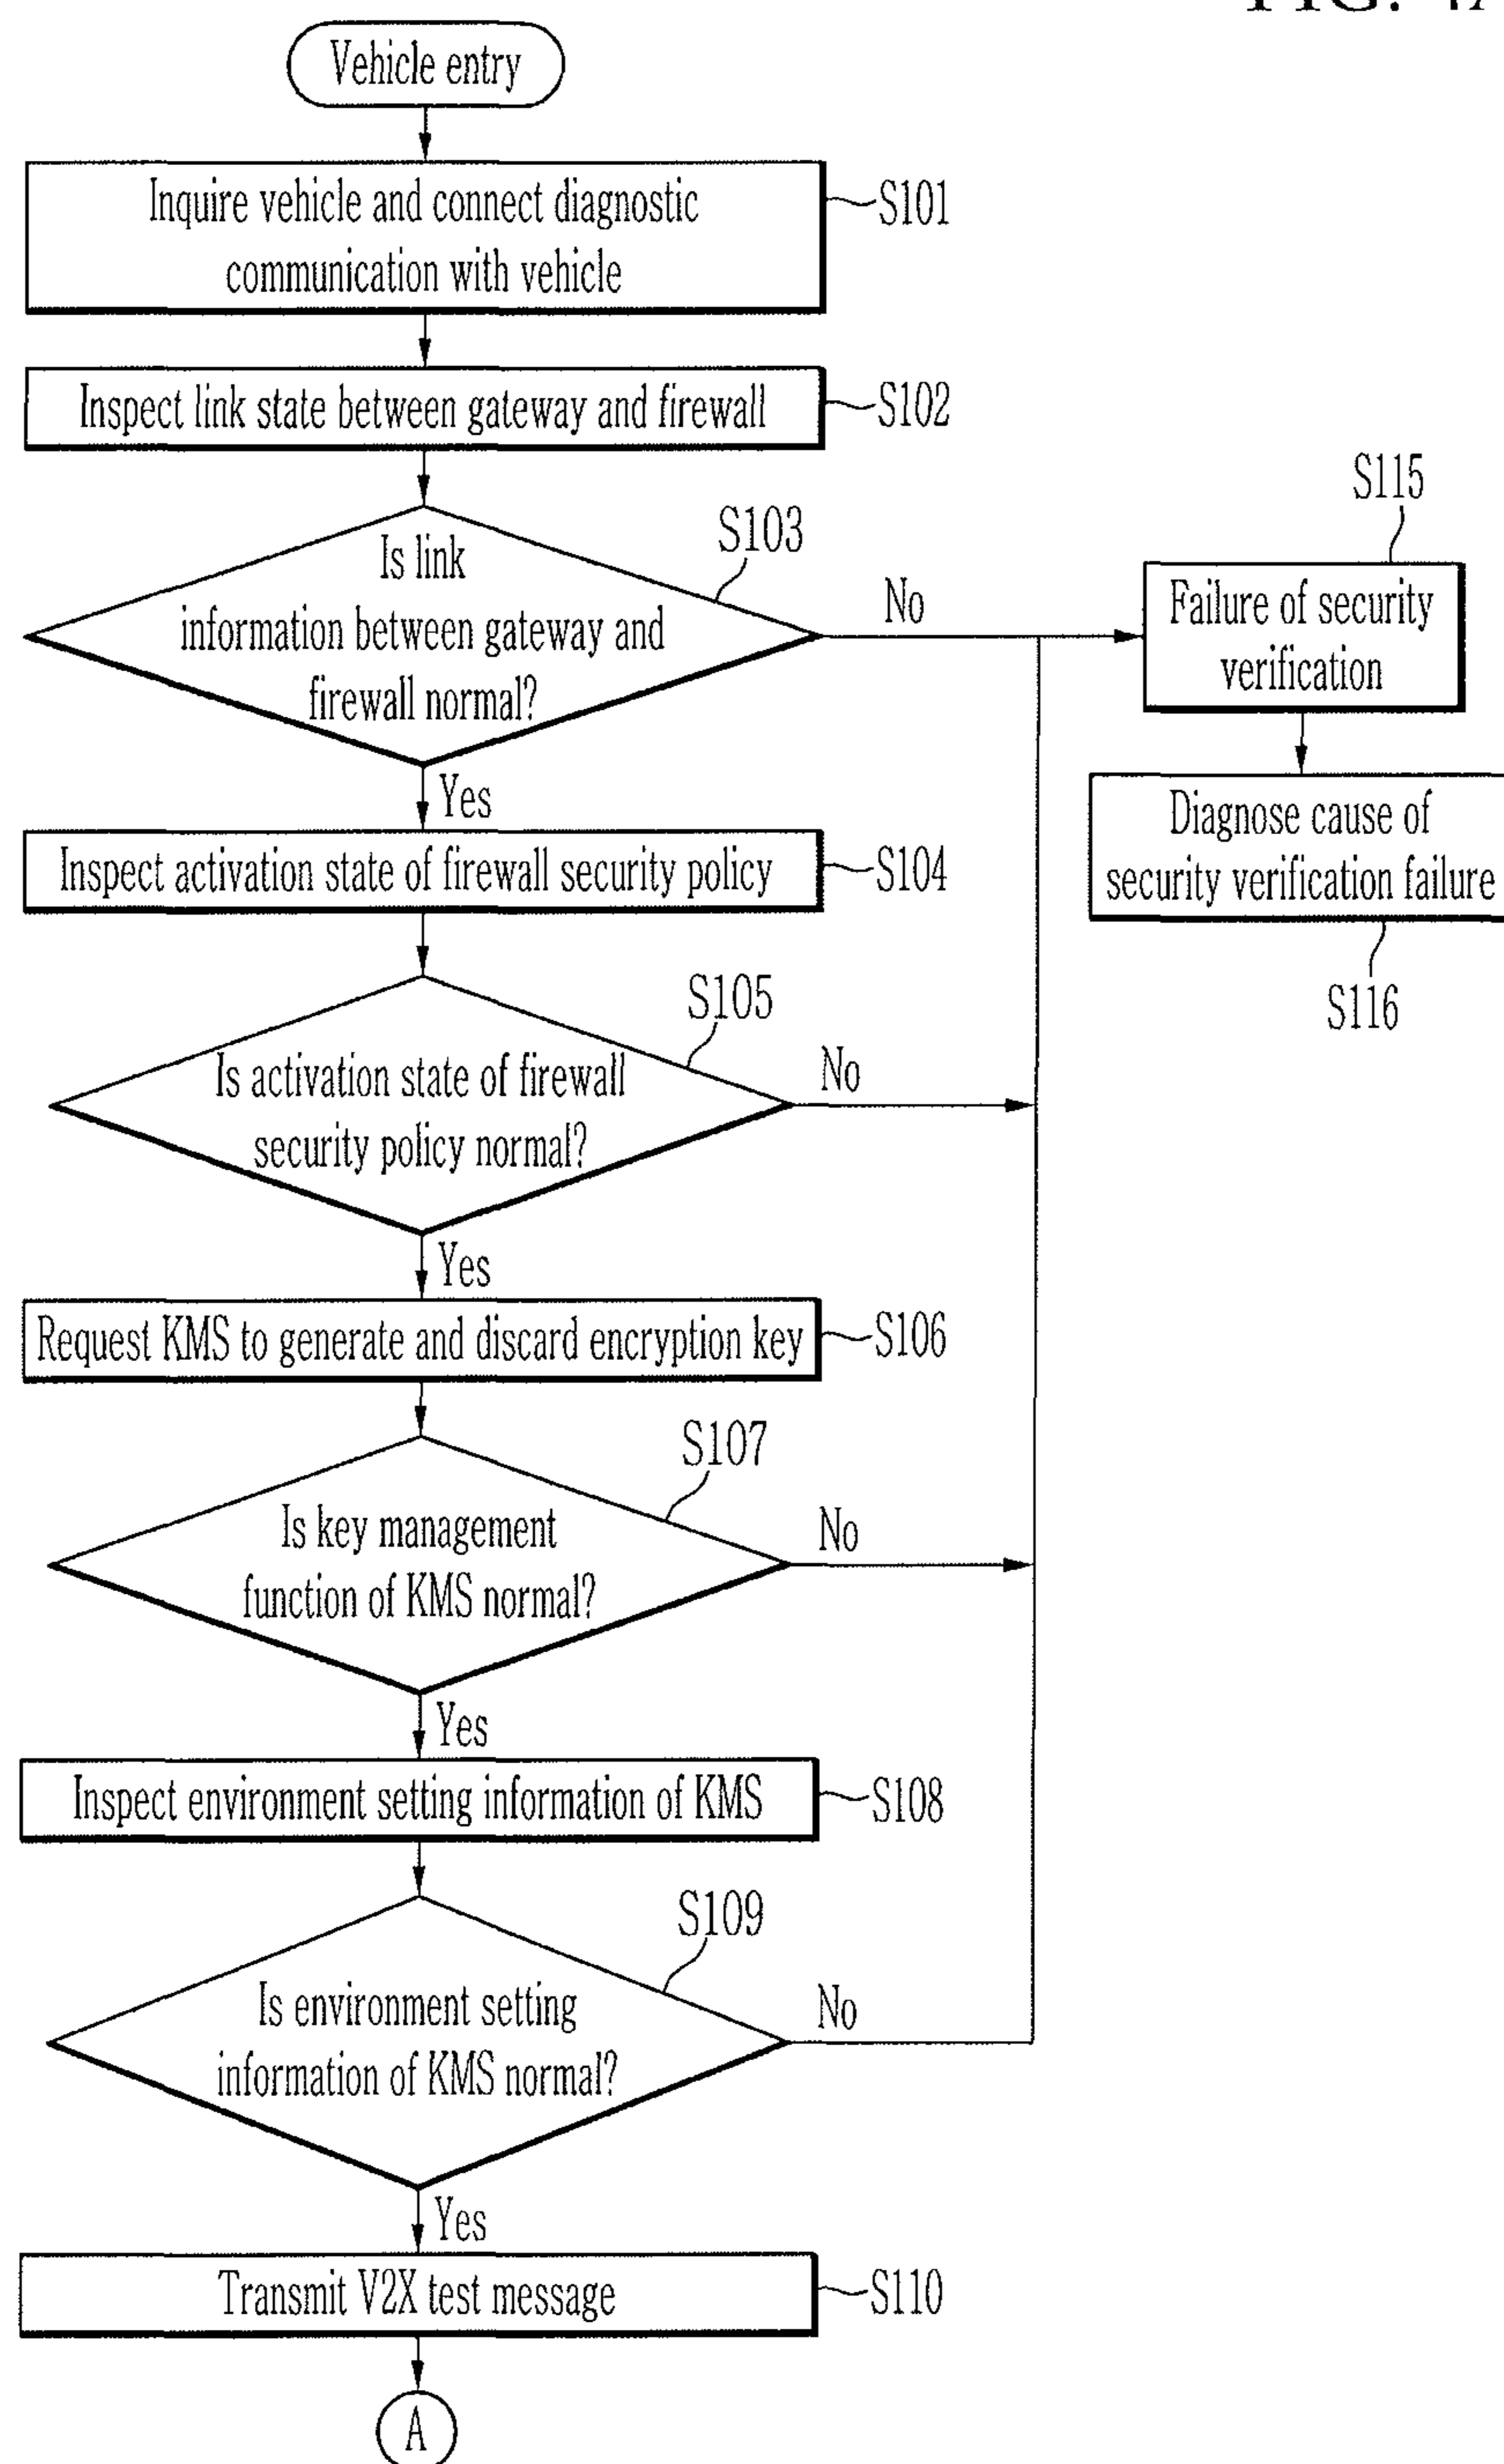 FIG. 4A
Vehicle entry
Inquire vehicle and connect diagnostic
communication with vehicle
S101
Inspect link state between gateway and firewall
S102
S103
Is link
information between gateway and
firewall normal?
No
Yes
S115
Failure of security
verification
Diagnose cause of
security verification failure
S116
Inspect activation state of firewall security policy
S104
S105
Is activation state of firewall
security policy normal?
No
Yes
Request KMS to generate and discard encryption key
S106
S107
Is key management
function of KMS normal?
No
Yes
Inspect environment setting information of KMS
S108
S109
Is environment setting
information of KMS normal?
No
Yes
Transmit V2X test message
S110
A